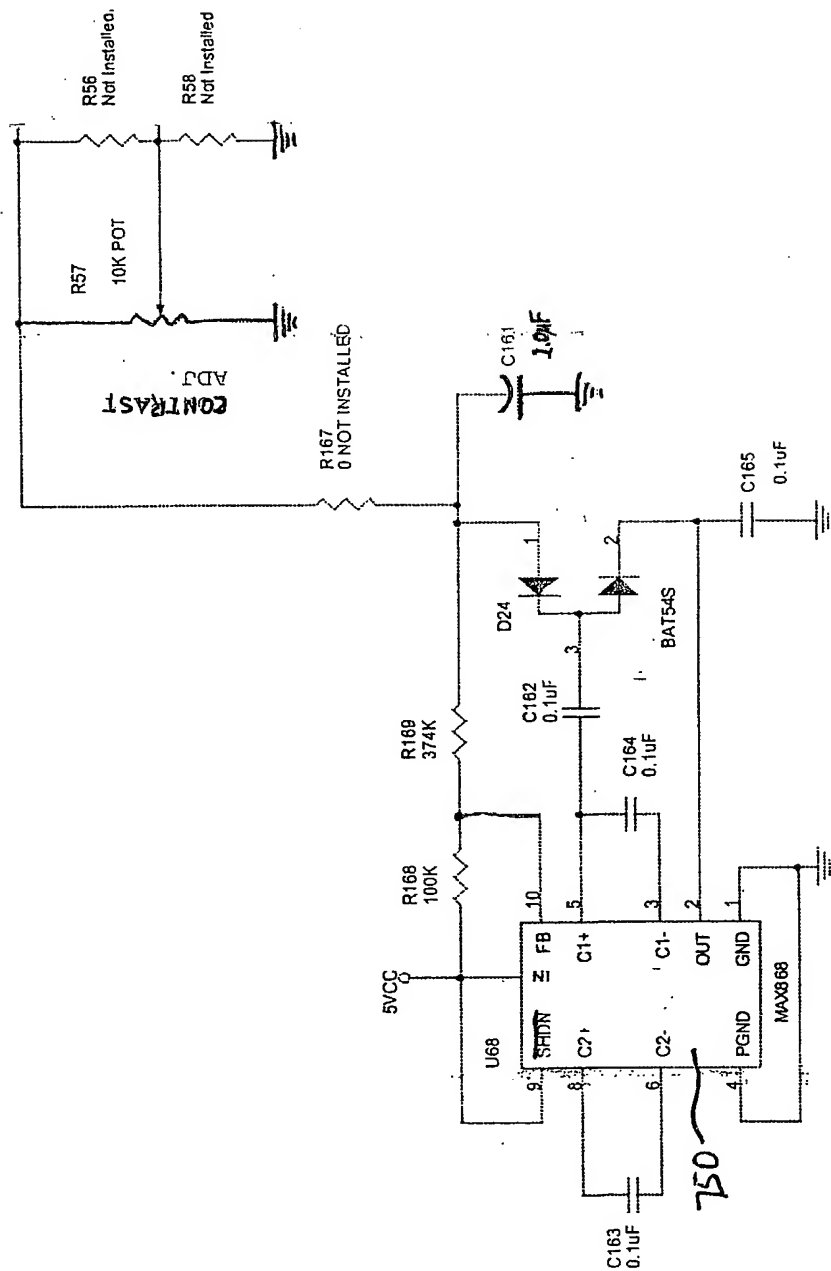 R56
Not Installed.
R58
Not Installed
R57
10K POT
CONTRAST
ADJ.
R167
0 NOT INSTALLED
C161
1.0µF
1
D24
2
BAT54S
3
C165
0.1uF
R169
374K
C162
0.1uF
C164
0.1uF
R168
100K
5VCC
10
5
3
2
1
FB
C1+
C1-
OUT
GND
IN
SHDN
C2+
C2-
PGND
U68
MAX868
9
8
6
4
750
C163
0.1uF